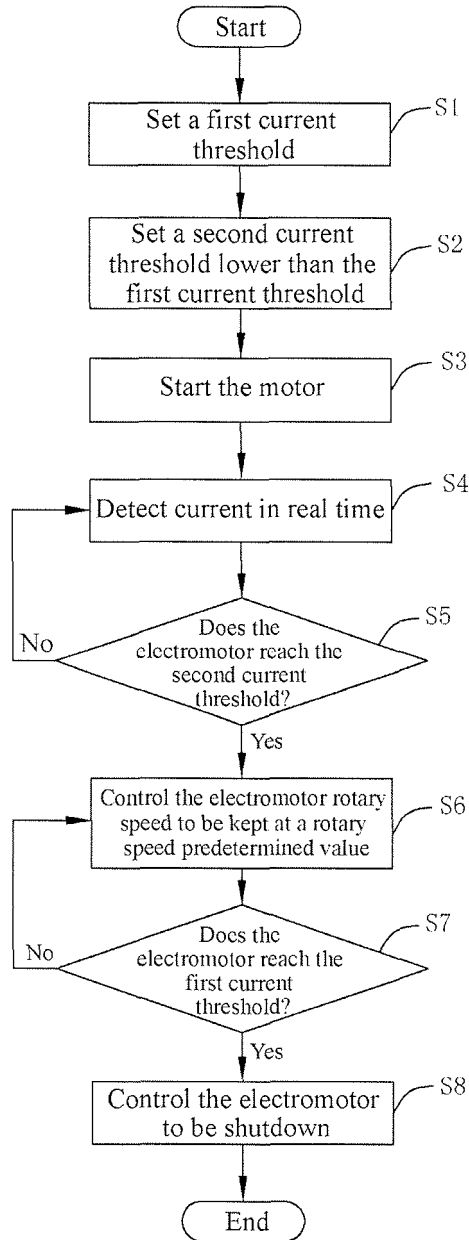 Start
Set a first current
threshold
S1
Set a second current
threshold lower than the
first current threshold
S2
Start the motor
S3
Detect current in real time
S4
Does the
electromotor reach the
second current
threshold?
S5
No
Yes
Control the electromotor rotary
speed to be kept at a rotary
speed predetermined value
S6
Does the
electromotor reach the
first current
threshold?
S7
No
Yes
Control the electromotor
to be shutdown
S8
End